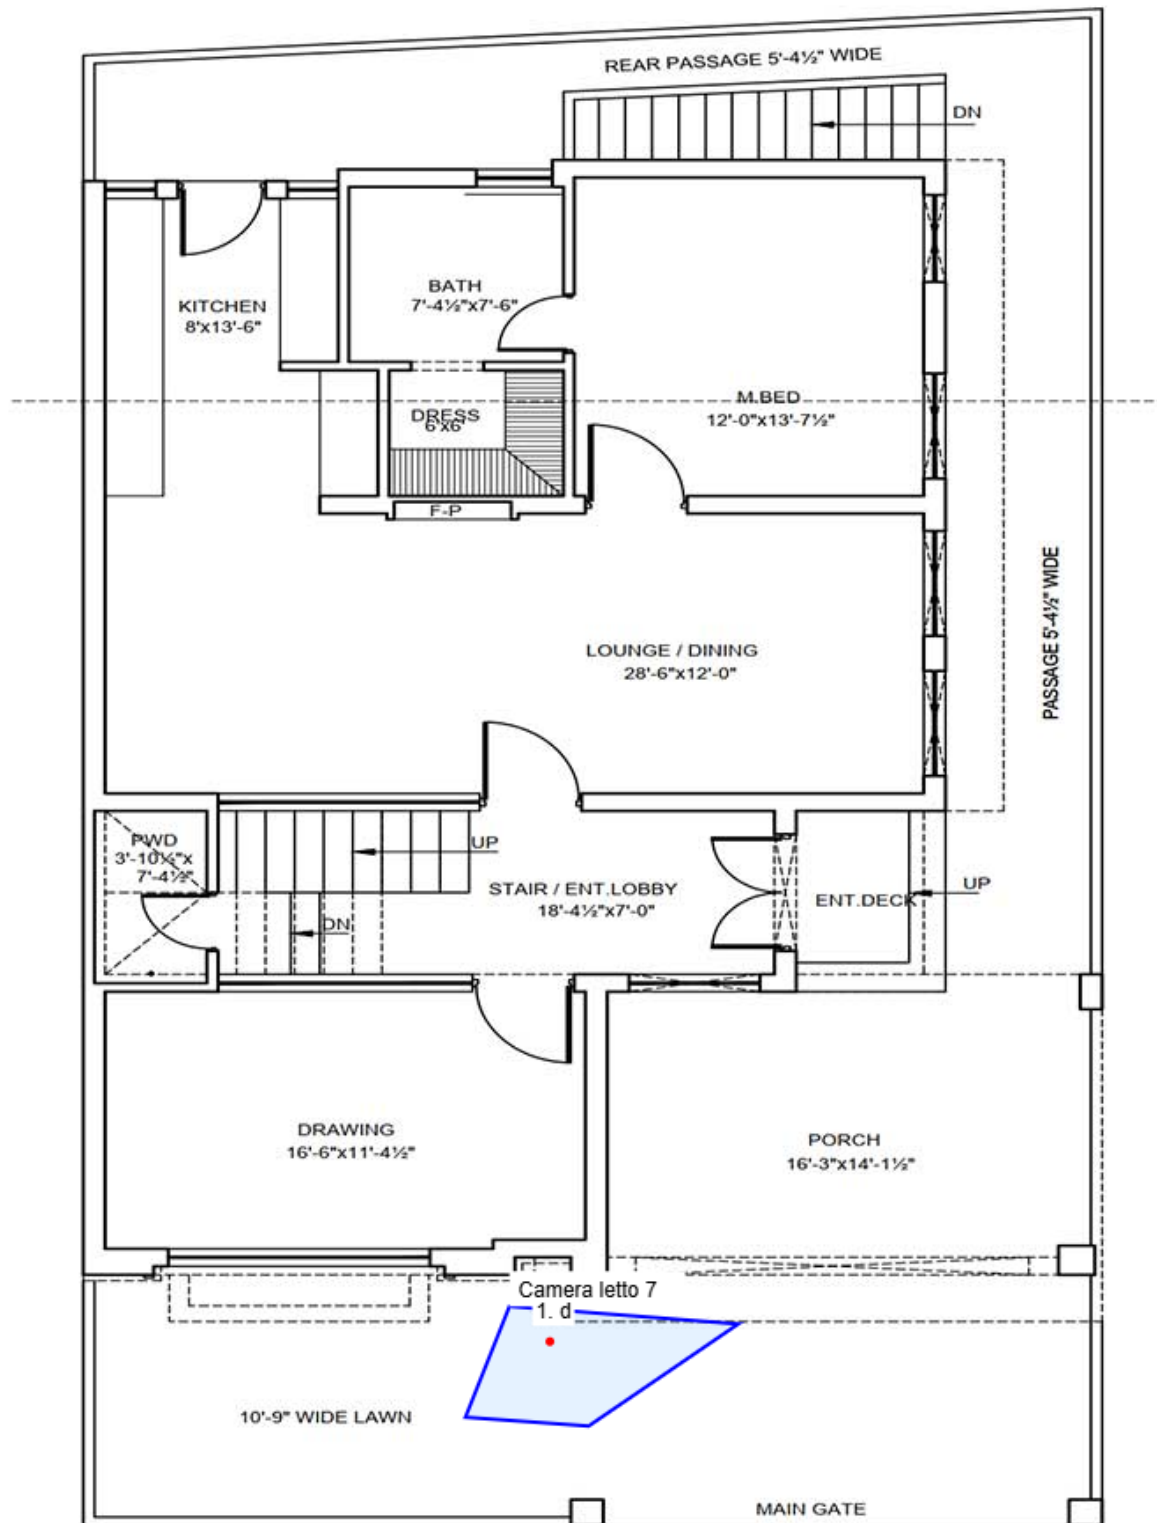 REAR PASSAGE 5'-4½" WIDE
DN
BATH
7'-4½"x7'-6"
KITCHEN
8'x13'-6"
M.BED
12'-0"x13'-7½"
DRESS
6'x6'
F-P
PASSAGE 5'-4½" WIDE
LOUNGE / DINING
28'-6"x12'-0"
PWD
3'-10½"x
7'-4½"
UP
STAIR / ENT.LOBBY
18'-4½"x7'-0"
DN
ENT.DECK
UP
DRAWING
16'-6"x11'-4½"
PORCH
16'-3"x14'-1½"
Camera letto 7
1. d
10'-9" WIDE LAWN
MAIN GATE